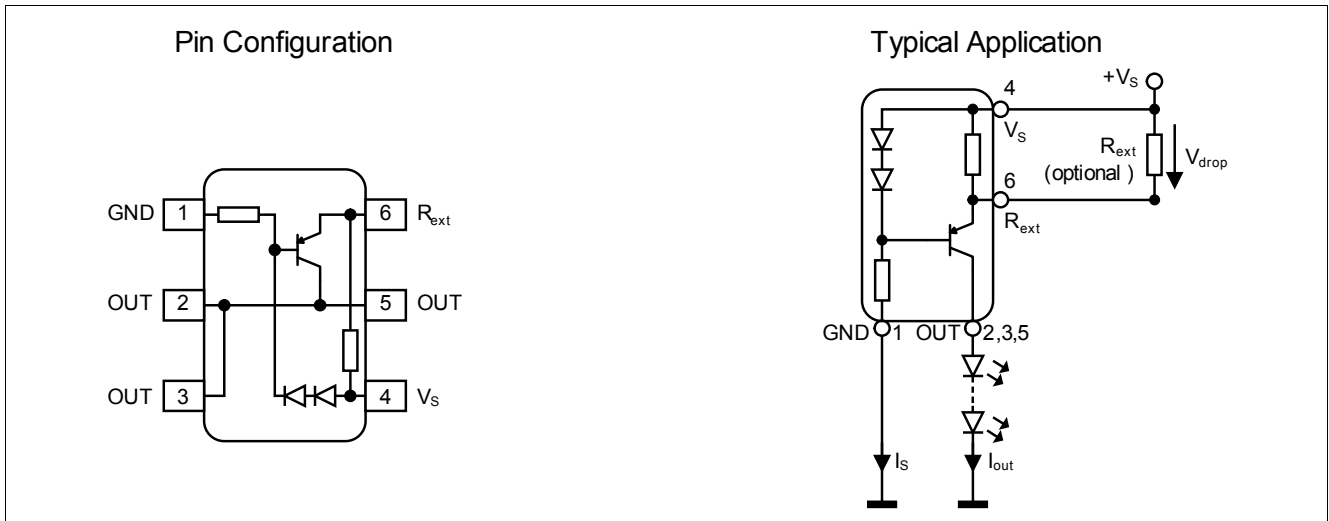 Pin Configuration
GND 1
6 Rext
OUT 2
5 OUT
OUT 3
4 VS
Typical Application
+VS
4
VS
Rext
(optional )
Vdrop
6
Rext
GND 1 OUT 2,3,5
IS
Iout